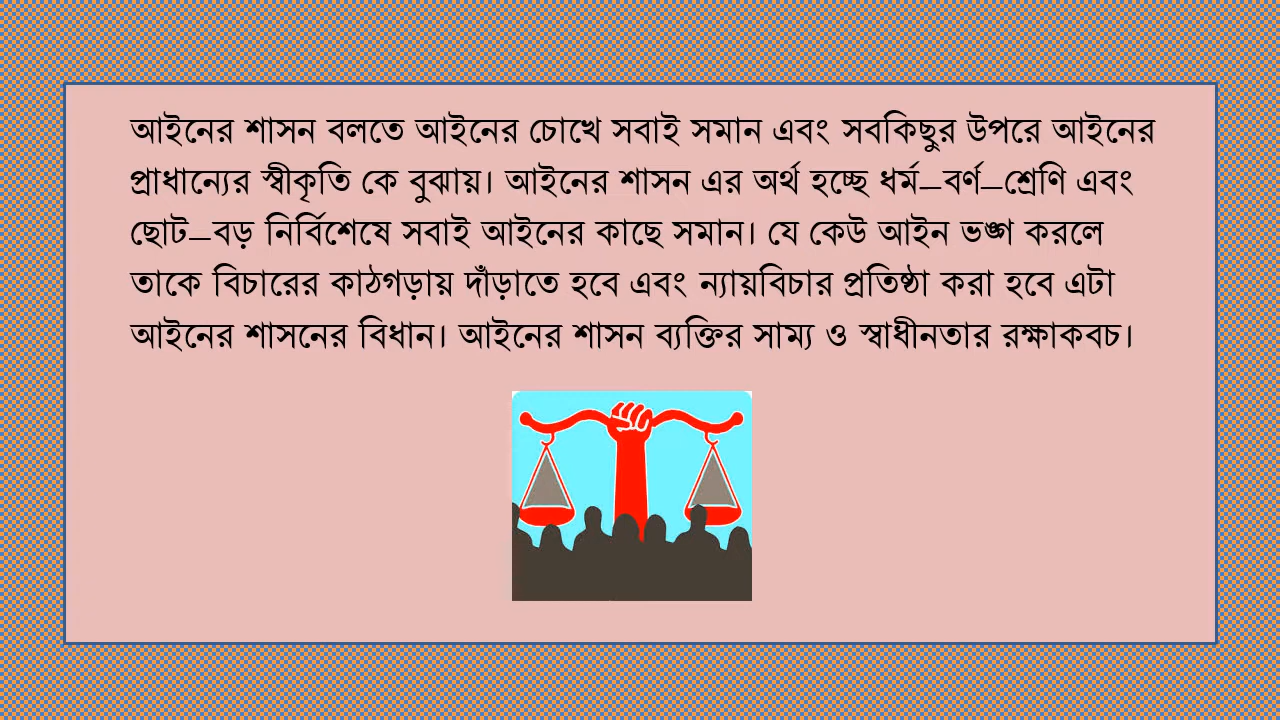 আইনের শাসন বলতে আইনের চোখে সবাই সমান এবং সবকিছুর উপরে আইনের
প্রাধান্যের স্বীকৃতি কে বুঝায়। আইনের শাসন এর অর্থ হচ্ছে ধর্ম–বর্ণ–শ্রেণি এবং
ছোট–বড় নির্বিশেষে সবাই আইনের কাছে সমান। যে কেউ আইন ভঙ্গ করলে
তাকে বিচারের কাঠগড়ায় দাঁড়াতে হবে এবং ন্যায়বিচার প্রতিষ্ঠা করা হবে এটা
আইনের শাসনের বিধান। আইনের শাসন ব্যক্তির সাম্য ও স্বাধীনতার রক্ষাকবচ।